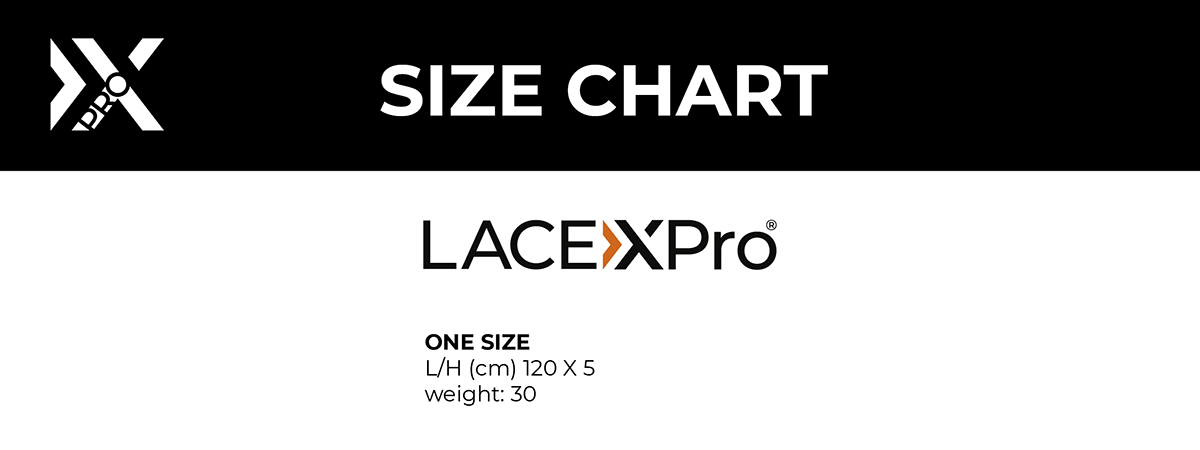 PRO
SIZE CHART
LACEXPro®
ONE SIZE
L/H (cm) 120 X 5
weight: 30